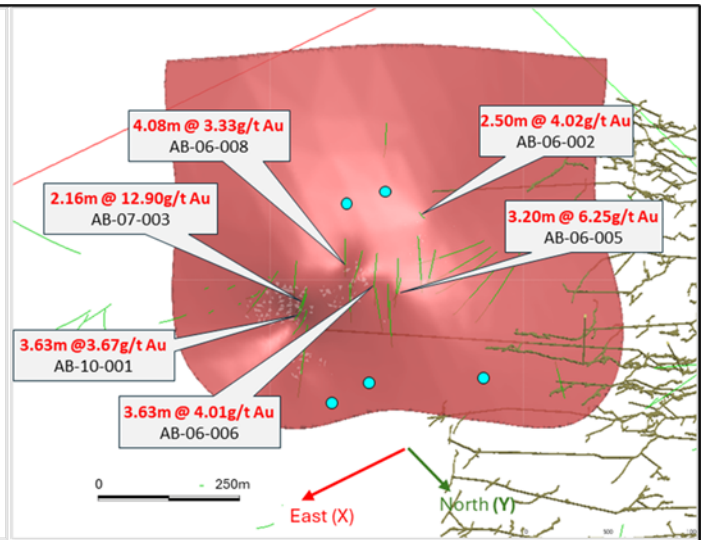 4.08m @ 3.33g/t Au
AB-06-008
2.50m @ 4.02g/t Au
AB-06-002
2.16m @ 12.90g/t Au
AB-07-003
3.20m @ 6.25g/t Au
AB-06-005
3.63m @3.67g/t Au
AB-10-001
3.63m @ 4.01g/t Au
AB-06-006
0 250m
East (X)
North (Y)